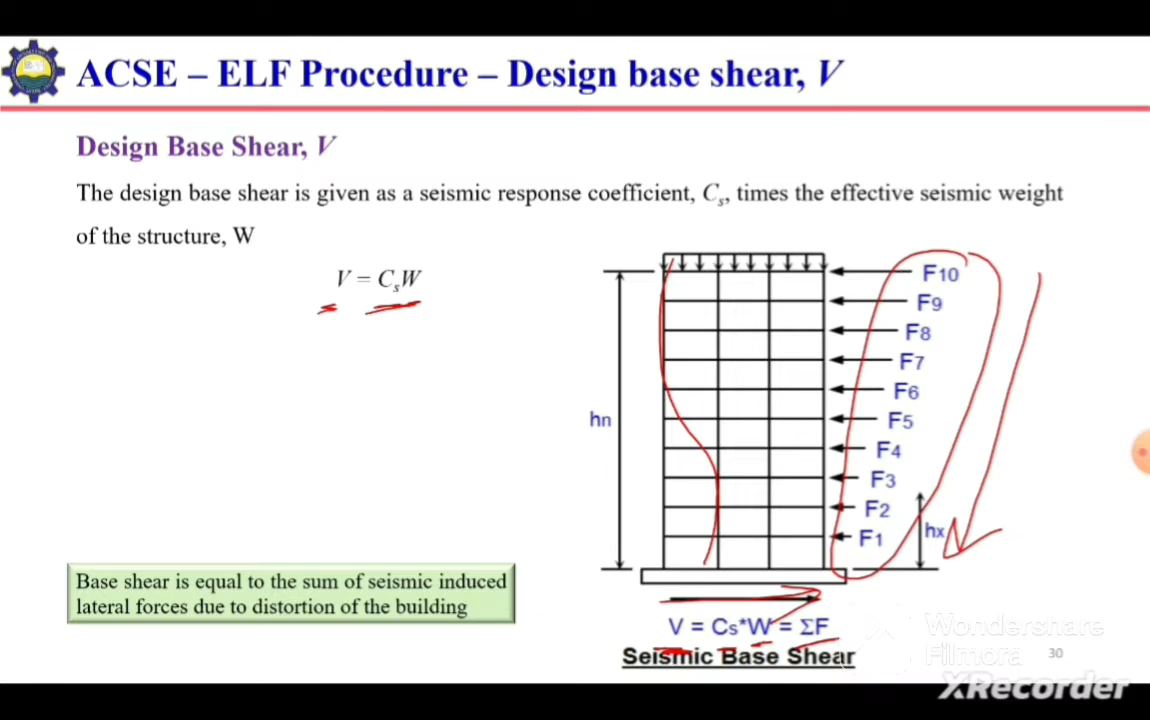 ACSE – ELF Procedure – Design base shear, V
Design Base Shear, V
The design base shear is given as a seismic response coefficient, Cs, times the effective seismic weight
of the structure, W
V = CsW
F10
F9
F8
F7
F6
hn
F5
F4
F3
F2
hx
F1
Base shear is equal to the sum of seismic induced
lateral forces due to distortion of the building
V = Cs*W = ΣF
Seismic Base Shear
Wondershare
Filmora
30
XRecorder